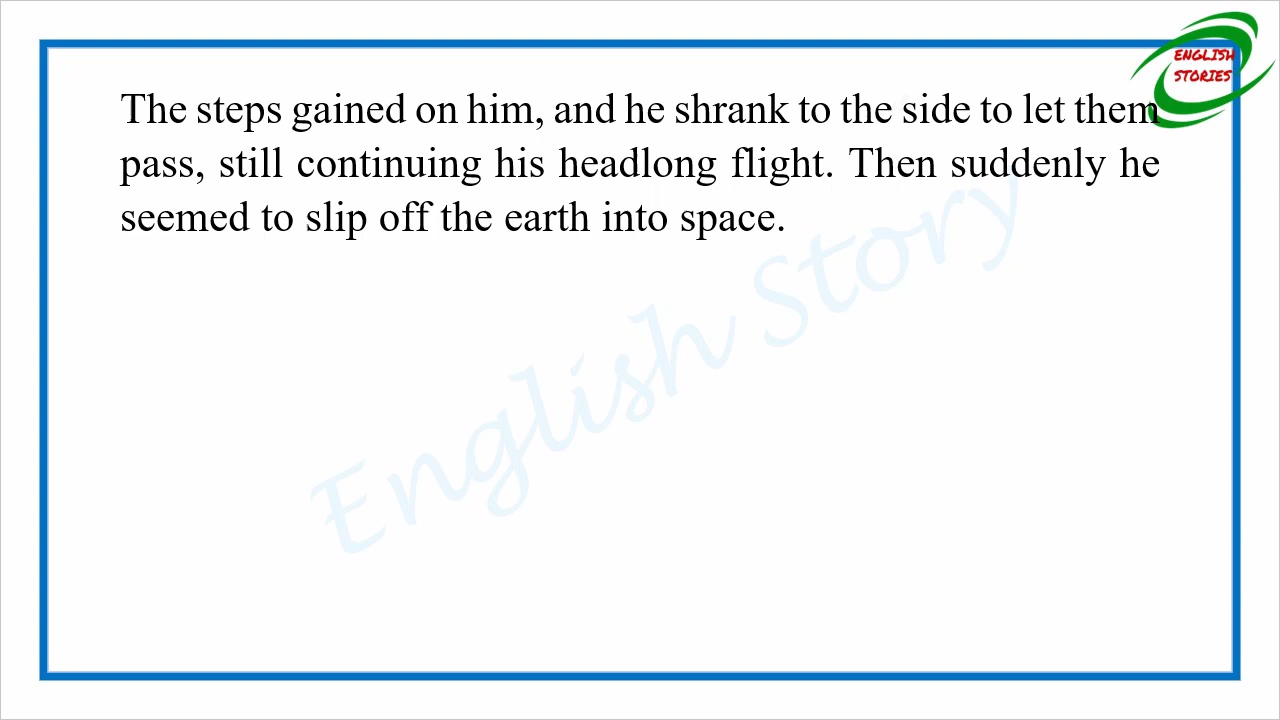 ENGLISH
STORIES
The steps gained on him, and he shrank to the side to let them
pass, still continuing his headlong flight. Then suddenly he
seemed to slip off the earth into space.
English Story